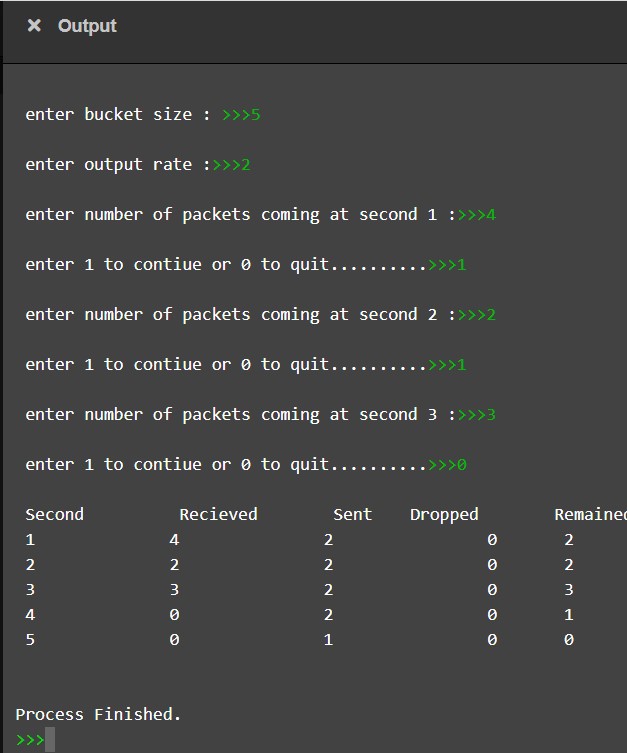 × Output
enter bucket size : >>>5
enter output rate :>>>2
enter number of packets coming at second 1 :>>>4
enter 1 to contiue or 0 to quit..........>>>1
enter number of packets coming at second 2 :>>>2
enter 1 to contiue or 0 to quit..........>>>1
enter number of packets coming at second 3 :>>>3
enter 1 to contiue or 0 to quit..........>>>0
Second Recieved Sent Dropped Remained
1 4 2 0 2
2 2 2 0 2
3 3 2 0 3
4 0 2 0 1
5 0 1 0 0
Process Finished.
>>>